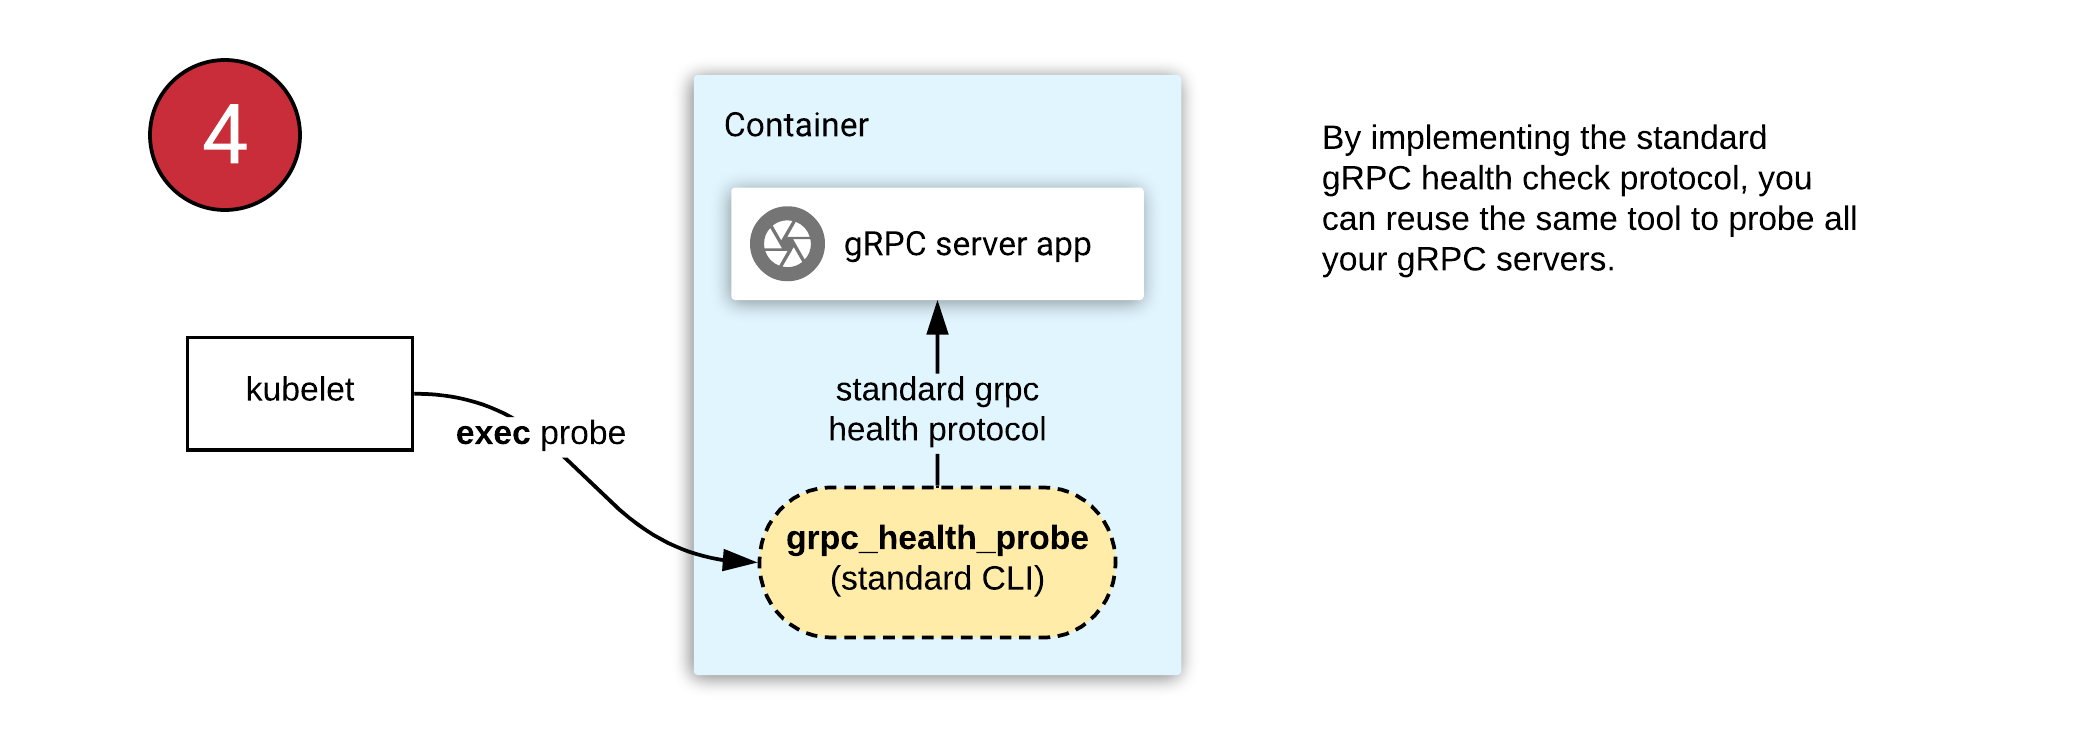 4
Container
gRPC server app
kubelet
exec probe
standard grpc
health protocol
grpc_health_probe
(standard CLI)
By implementing the standard
gRPC health check protocol, you
can reuse the same tool to probe all
your gRPC servers.